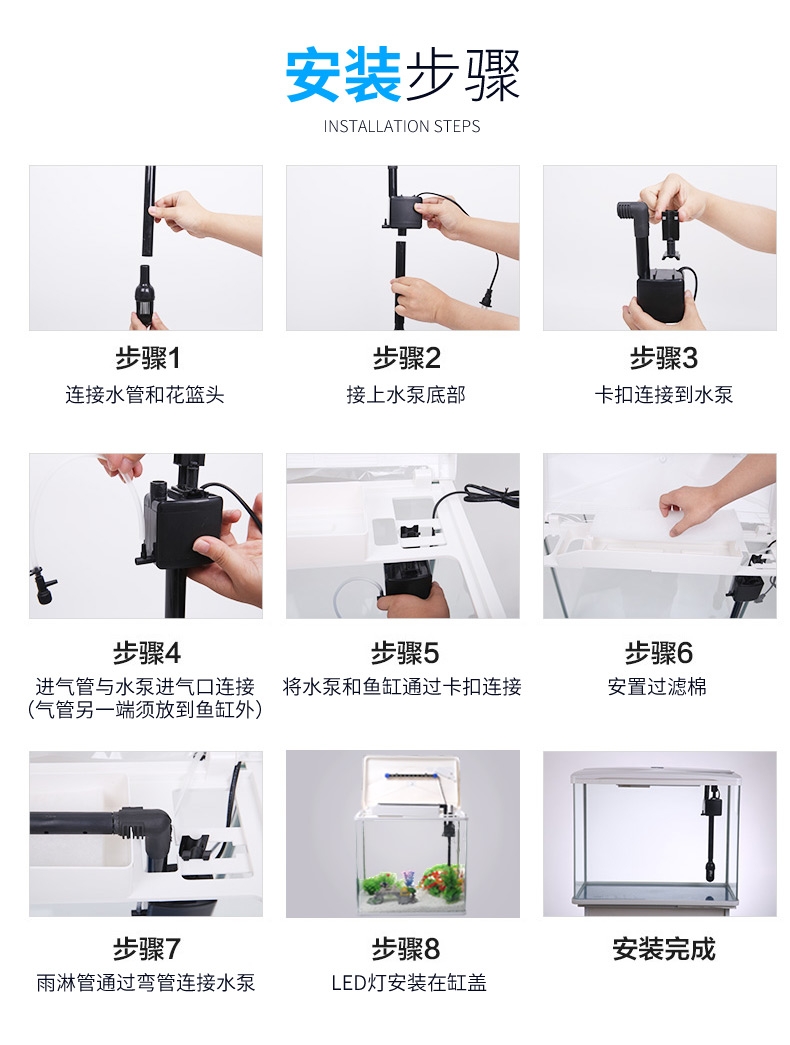 安装步骤
INSTALLATION STEPS
步骤1
连接水管和花篮头
步骤2
接上水泵底部
步骤3
卡扣连接到水泵
步骤4
进气管与水泵进气口连接
(气管另一端须放到鱼缸外)
步骤5
将水泵和鱼缸通过卡扣连接
步骤6
安置过滤棉
步骤7
雨淋管通过弯管连接水泵
步骤8
LED灯安装在缸盖
安装完成